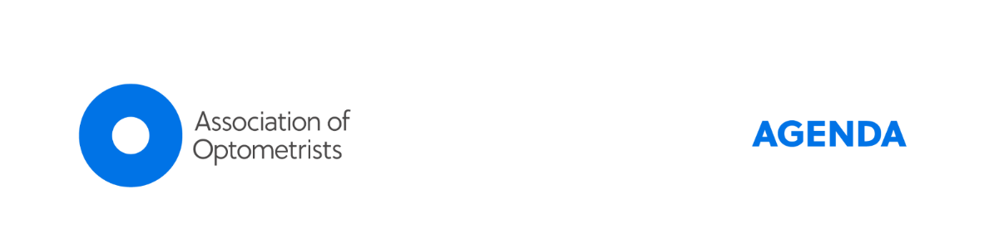 Association of
Optometrists
AGENDA